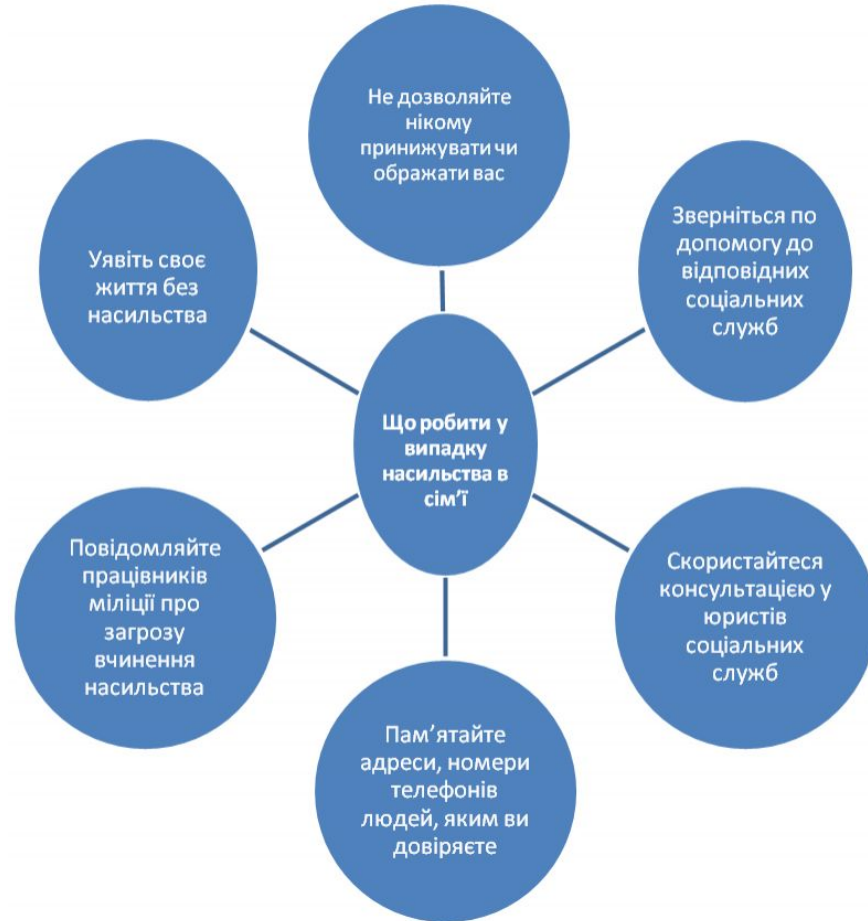 Не дозволяйте
нікому
принижувати чи
ображати вас
Зверніться по
допомогу до
відповідних
соціальних
служб
Скористайтеся
консультацією у
юристів
соціальних
служб
Пам’ятайте
адреси, номери
телефонів
людей, яким ви
довіряєте
Повідомляйте
працівників
міліції про
загрозу
вчинення
насильства
Уявіть своє
життя без
насильства
Що робити у
випадку
насильства в
сім’ї